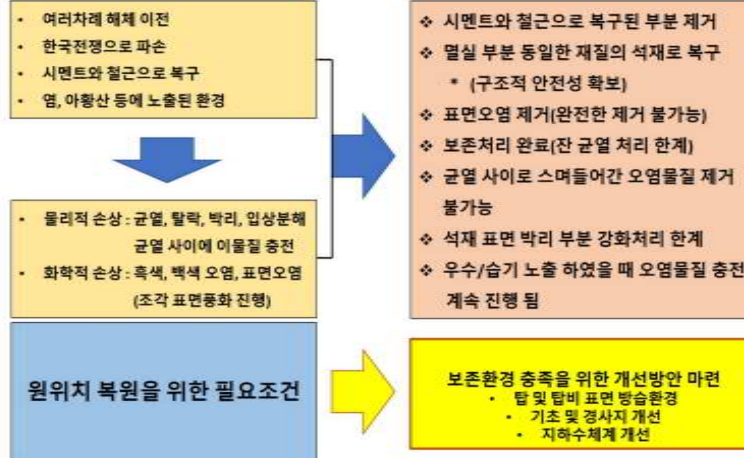 • 여러차례 해체 이전
• 한국전쟁으로 파손
• 시멘트와 철근으로 복구
• 염, 아황산 등에 노출된 환경
• 물리적 손상 : 균열, 탈락, 박리, 입상분해
균열 사이에 이물질 충전
• 화학적 손상 : 흑색, 백색 오염, 표면오염
(조각 표면풍화 진행)
❖ 시멘트와 철근으로 복구된 부분 제거
❖ 멸실 부분 동일한 재질의 석재로 복구
* (구조적 안전성 확보)
❖ 표면오염 제거(완전한 제거 불가능)
❖ 보존처리 완료(잔 균열 처리 한계)
❖ 균열 사이로 스며들어간 오염물질 제거
불가능
❖ 석재 표면 박리 부분 강화처리 한계
❖ 우수/습기 노출 하였을 때 오염물질 충전
계속 진행 됨
원위치 복원을 위한 필요조건
보존환경 충족을 위한 개선방안 마련
• 탑 및 탑비 표면 방습환경
• 기초 및 경사지 개선
• 지하수체계 개선